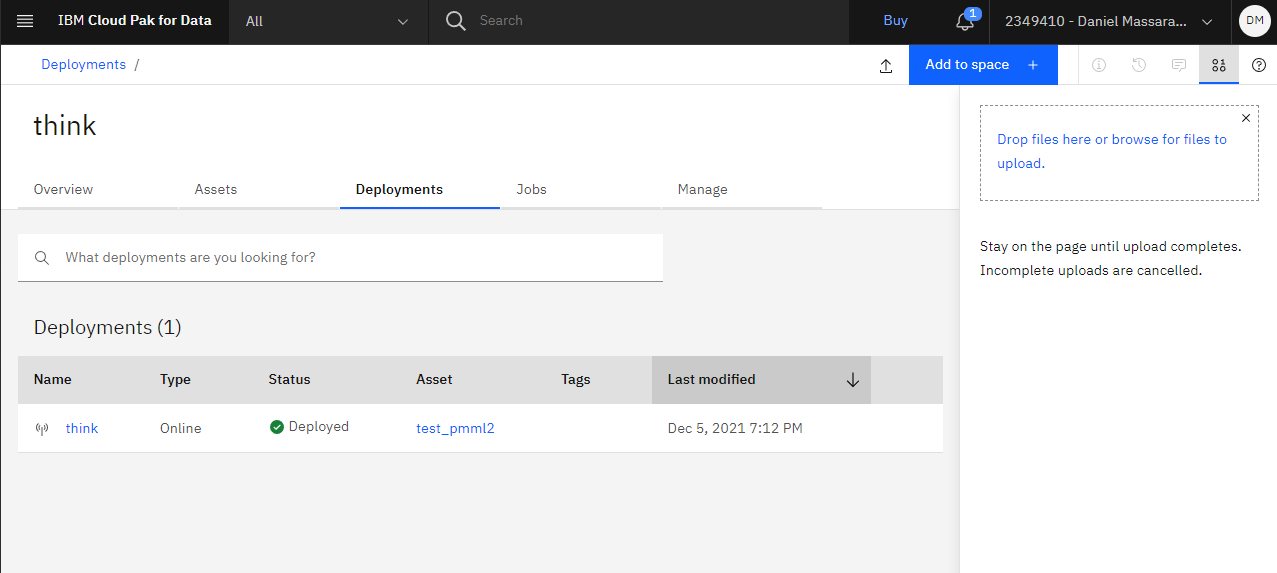 IBM Cloud Pak for Data
All
Search
Buy
1
2349410 - Daniel Massara...
DM
Deployments /
Add to space +
think
Overview
Assets
Deployments
Jobs
Manage
Drop files here or browse for files to
upload.
Stay on the page until upload completes.
Incomplete uploads are cancelled.
What deployments are you looking for?
Deployments (1)
Name Type Status Asset Tags Last modified
think Online Deployed test_pmml2 Dec 5, 2021 7:12 PM